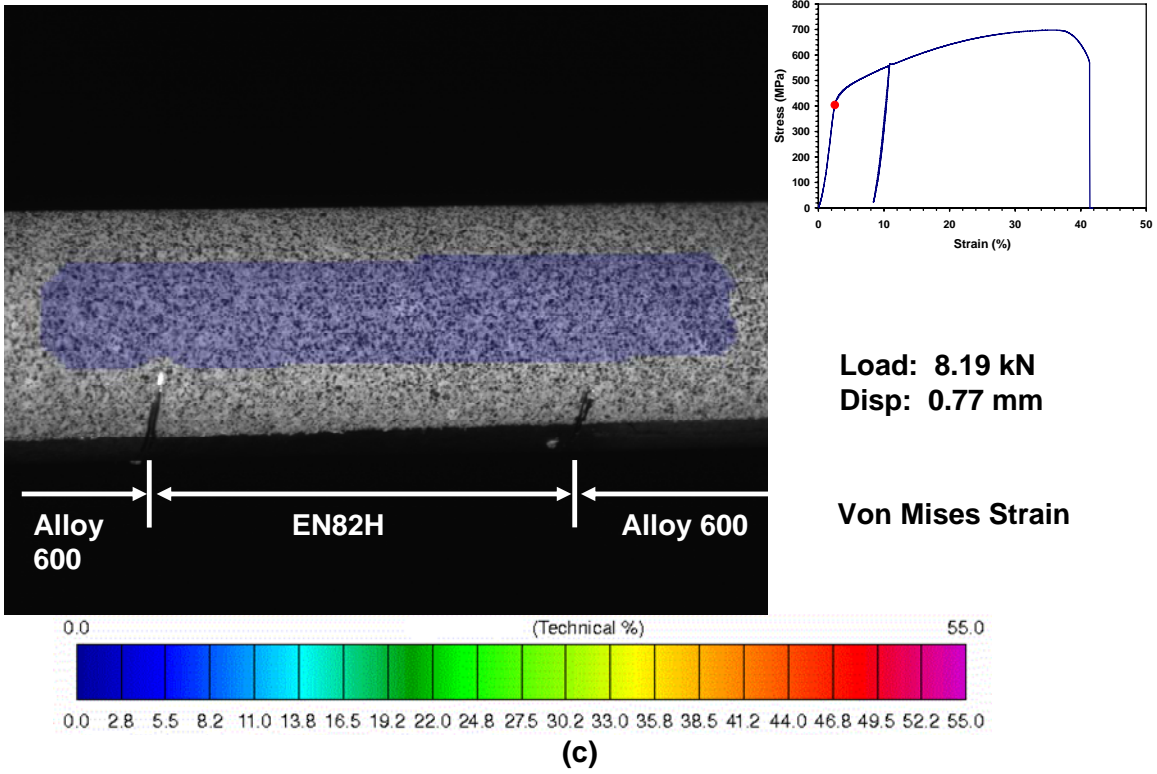 800
700
600
500
400
300
200
100
0
Stress (MPa)
0 10 20 30 40 50
Strain (%)
Load: 8.19 kN
Disp: 0.77 mm
Von Mises Strain
Alloy
600
EN82H
Alloy 600
0.0 (Technical %) 55.0
0.0 2.8 5.5 8.2 11.0 13.8 16.5 19.2 22.0 24.8 27.5 30.2 33.0 35.8 38.5 41.2 44.0 46.8 49.5 52.2 55.0
(c)